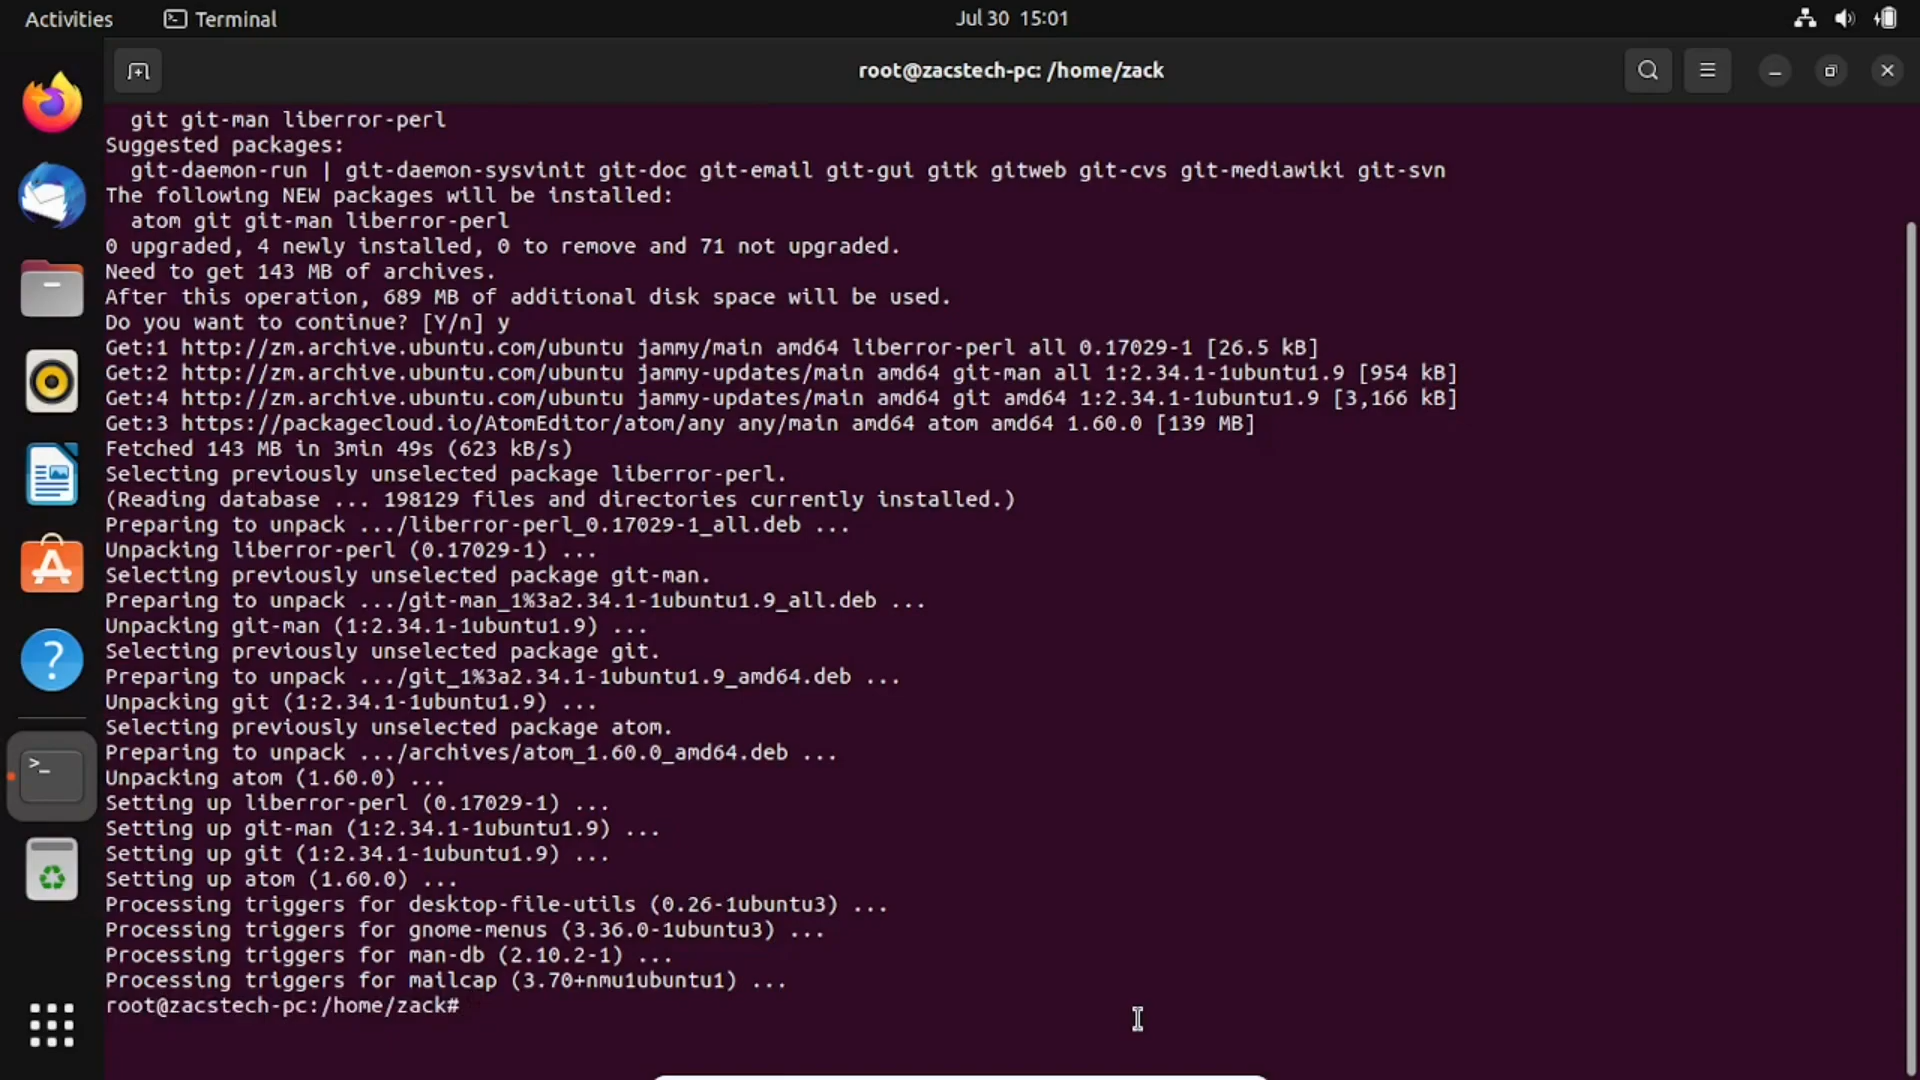 Activities Terminal Jul 30 15:01
root@zacstech-pc: /home/zack
git git-man liberror-perl
Suggested packages:
git-daemon-run | git-daemon-sysvinit git-doc git-email git-gui gitk gitweb git-cvs git-mediawiki git-svn
The following NEW packages will be installed:
atom git git-man liberror-perl
0 upgraded, 4 newly installed, 0 to remove and 71 not upgraded.
Need to get 143 MB of archives.
After this operation, 689 MB of additional disk space will be used.
Do you want to continue? [Y/n] y
Get:1 http://zm.archive.ubuntu.com/ubuntu jammy/main amd64 liberror-perl all 0.17029-1 [26.5 kB]
Get:2 http://zm.archive.ubuntu.com/ubuntu jammy-updates/main amd64 git-man all 1:2.34.1-1ubuntu1.9 [954 kB]
Get:4 http://zm.archive.ubuntu.com/ubuntu jammy-updates/main amd64 git amd64 1:2.34.1-1ubuntu1.9 [3,166 kB]
Get:3 https://packagecloud.io/AtomEditor/atom/any any/main amd64 atom amd64 1.60.0 [139 MB]
Fetched 143 MB in 3min 49s (623 kB/s)
Selecting previously unselected package liberror-perl.
(Reading database ... 198129 files and directories currently installed.)
Preparing to unpack .../liberror-perl_0.17029-1_all.deb ...
Unpacking liberror-perl (0.17029-1) ...
Selecting previously unselected package git-man.
Preparing to unpack .../git-man_1%3a2.34.1-1ubuntu1.9_all.deb ...
Unpacking git-man (1:2.34.1-1ubuntu1.9) ...
Selecting previously unselected package git.
Preparing to unpack .../git_1%3a2.34.1-1ubuntu1.9_amd64.deb ...
Unpacking git (1:2.34.1-1ubuntu1.9) ...
Selecting previously unselected package atom.
Preparing to unpack .../archives/atom_1.60.0_amd64.deb ...
Unpacking atom (1.60.0) ...
Setting up liberror-perl (0.17029-1) ...
Setting up git-man (1:2.34.1-1ubuntu1.9) ...
Setting up git (1:2.34.1-1ubuntu1.9) ...
Setting up atom (1.60.0) ...
Processing triggers for desktop-file-utils (0.26-1ubuntu3) ...
Processing triggers for gnome-menus (3.36.0-1ubuntu3) ...
Processing triggers for man-db (2.10.2-1) ...
Processing triggers for mailcap (3.70+nmu1ubuntu1) ...
root@zacstech-pc:/home/zack#